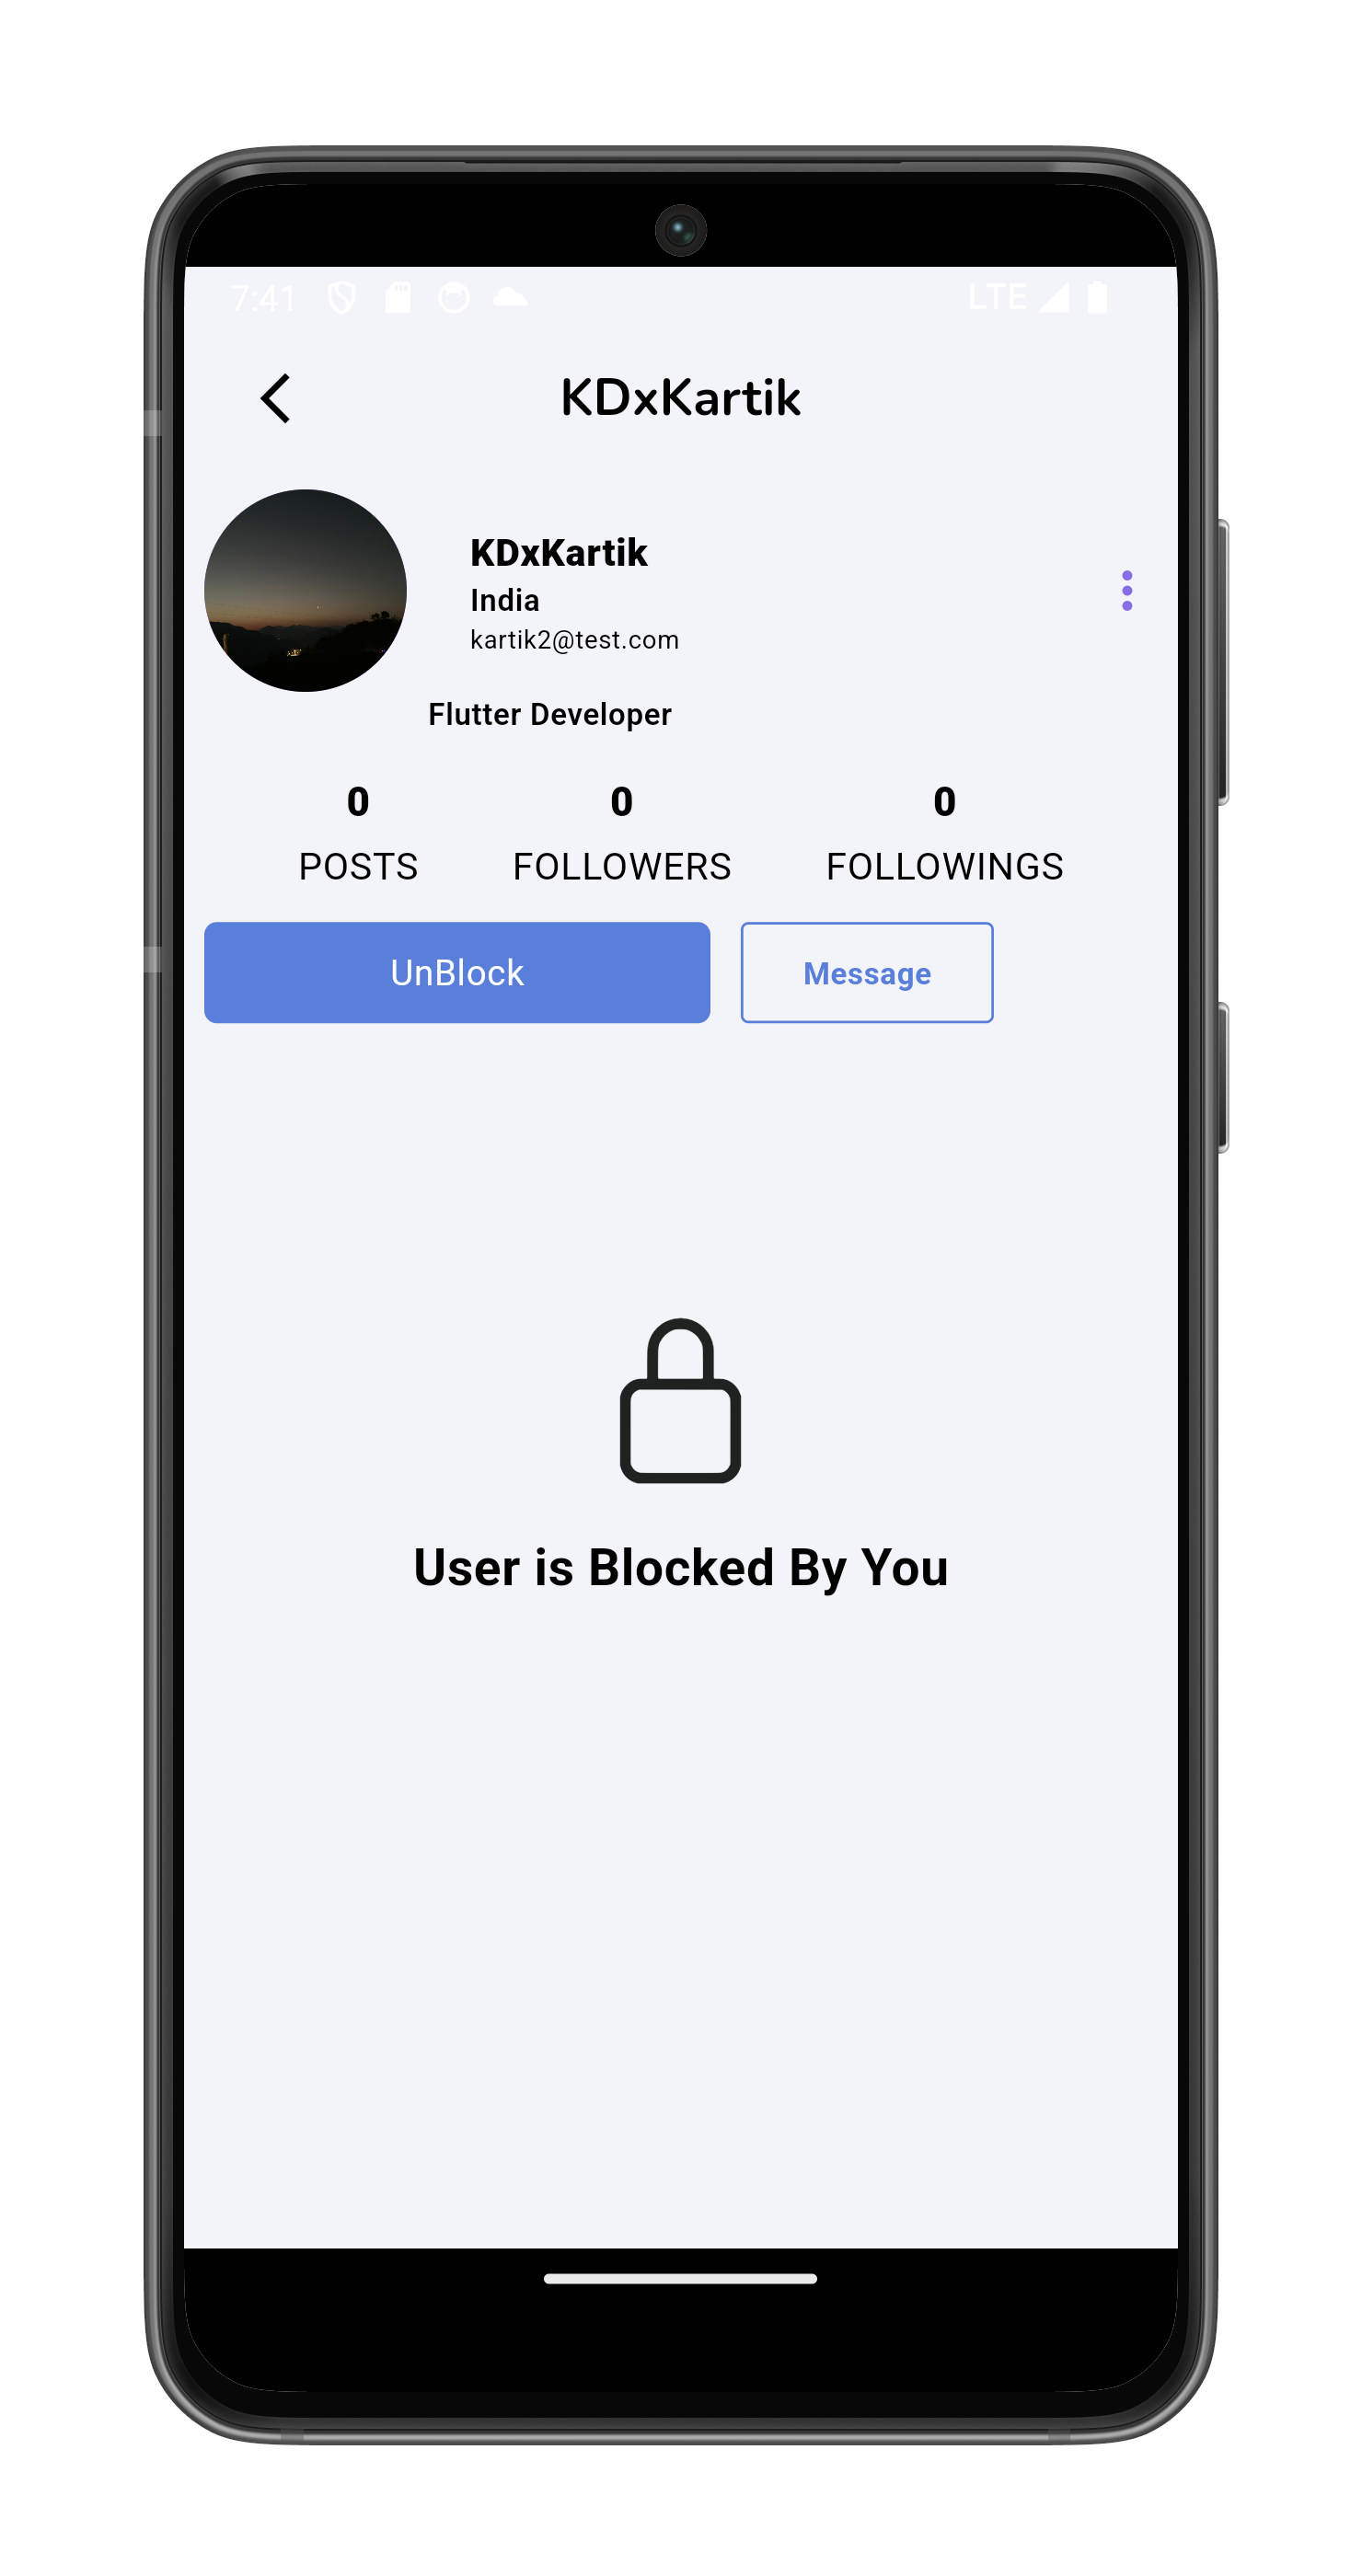 7:41 LTE
KDxKartik
KDxKartik
India
kartik2@test.com
Flutter Developer
0 0 0
POSTS FOLLOWERS FOLLOWINGS
UnBlock Message
User is Blocked By You